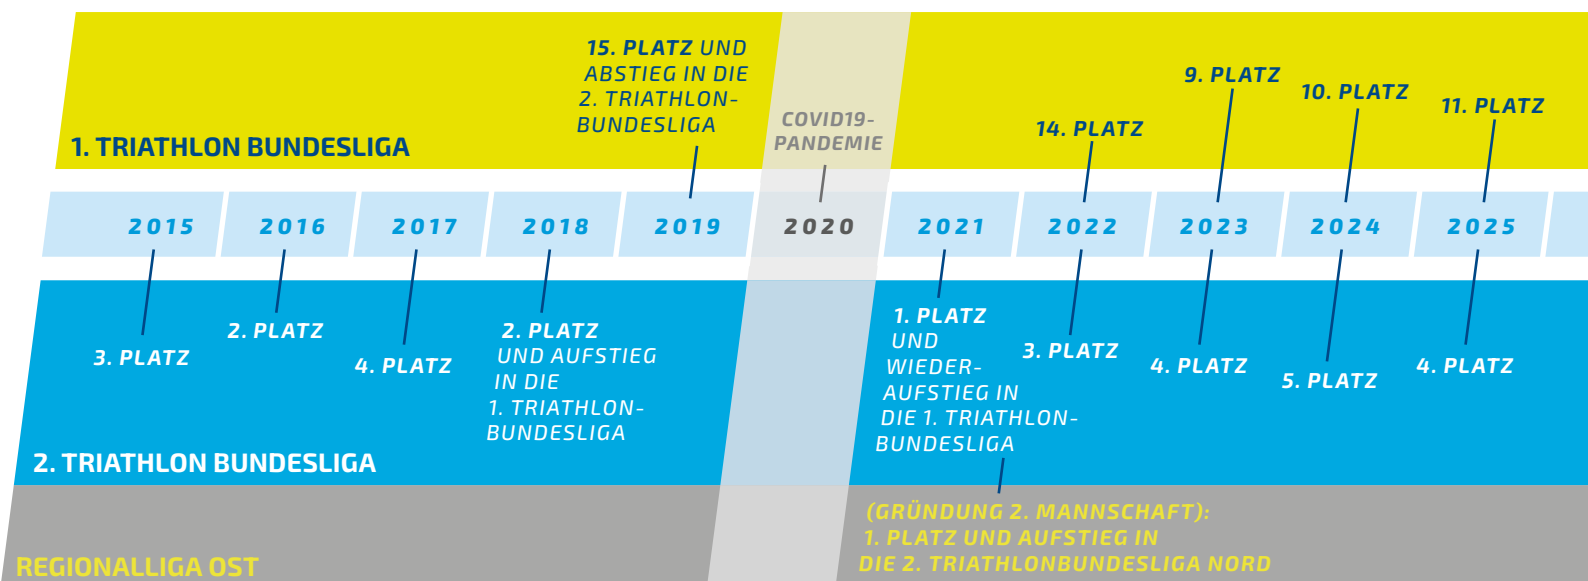 15. PLATZ UND
ABSTIEG IN DIE
2. TRIATHLON-
BUNDESLIGA
COVID19-
PANDEMIE
14. PLATZ
9. PLATZ
10. PLATZ
11. PLATZ
1. TRIATHLON BUNDESLIGA
2015
2016
2017
2018
2019
2020
2021
2022
2023
2024
2025
3. PLATZ
2. PLATZ
4. PLATZ
2. PLATZ
UND AUFSTIEG
IN DIE
1. TRIATHLON-
BUNDESLIGA
1. PLATZ
UND
WIEDER-
AUFSTIEG IN
DIE 1. TRIATHLON-
BUNDESLIGA
3. PLATZ
4. PLATZ
5. PLATZ
4. PLATZ
2. TRIATHLON BUNDESLIGA
(GRÜNDUNG 2. MANNSCHAFT):
1. PLATZ UND AUFSTIEG IN
DIE 2. TRIATHLONBUNDESLIGA NORD
REGIONALLIGA OST